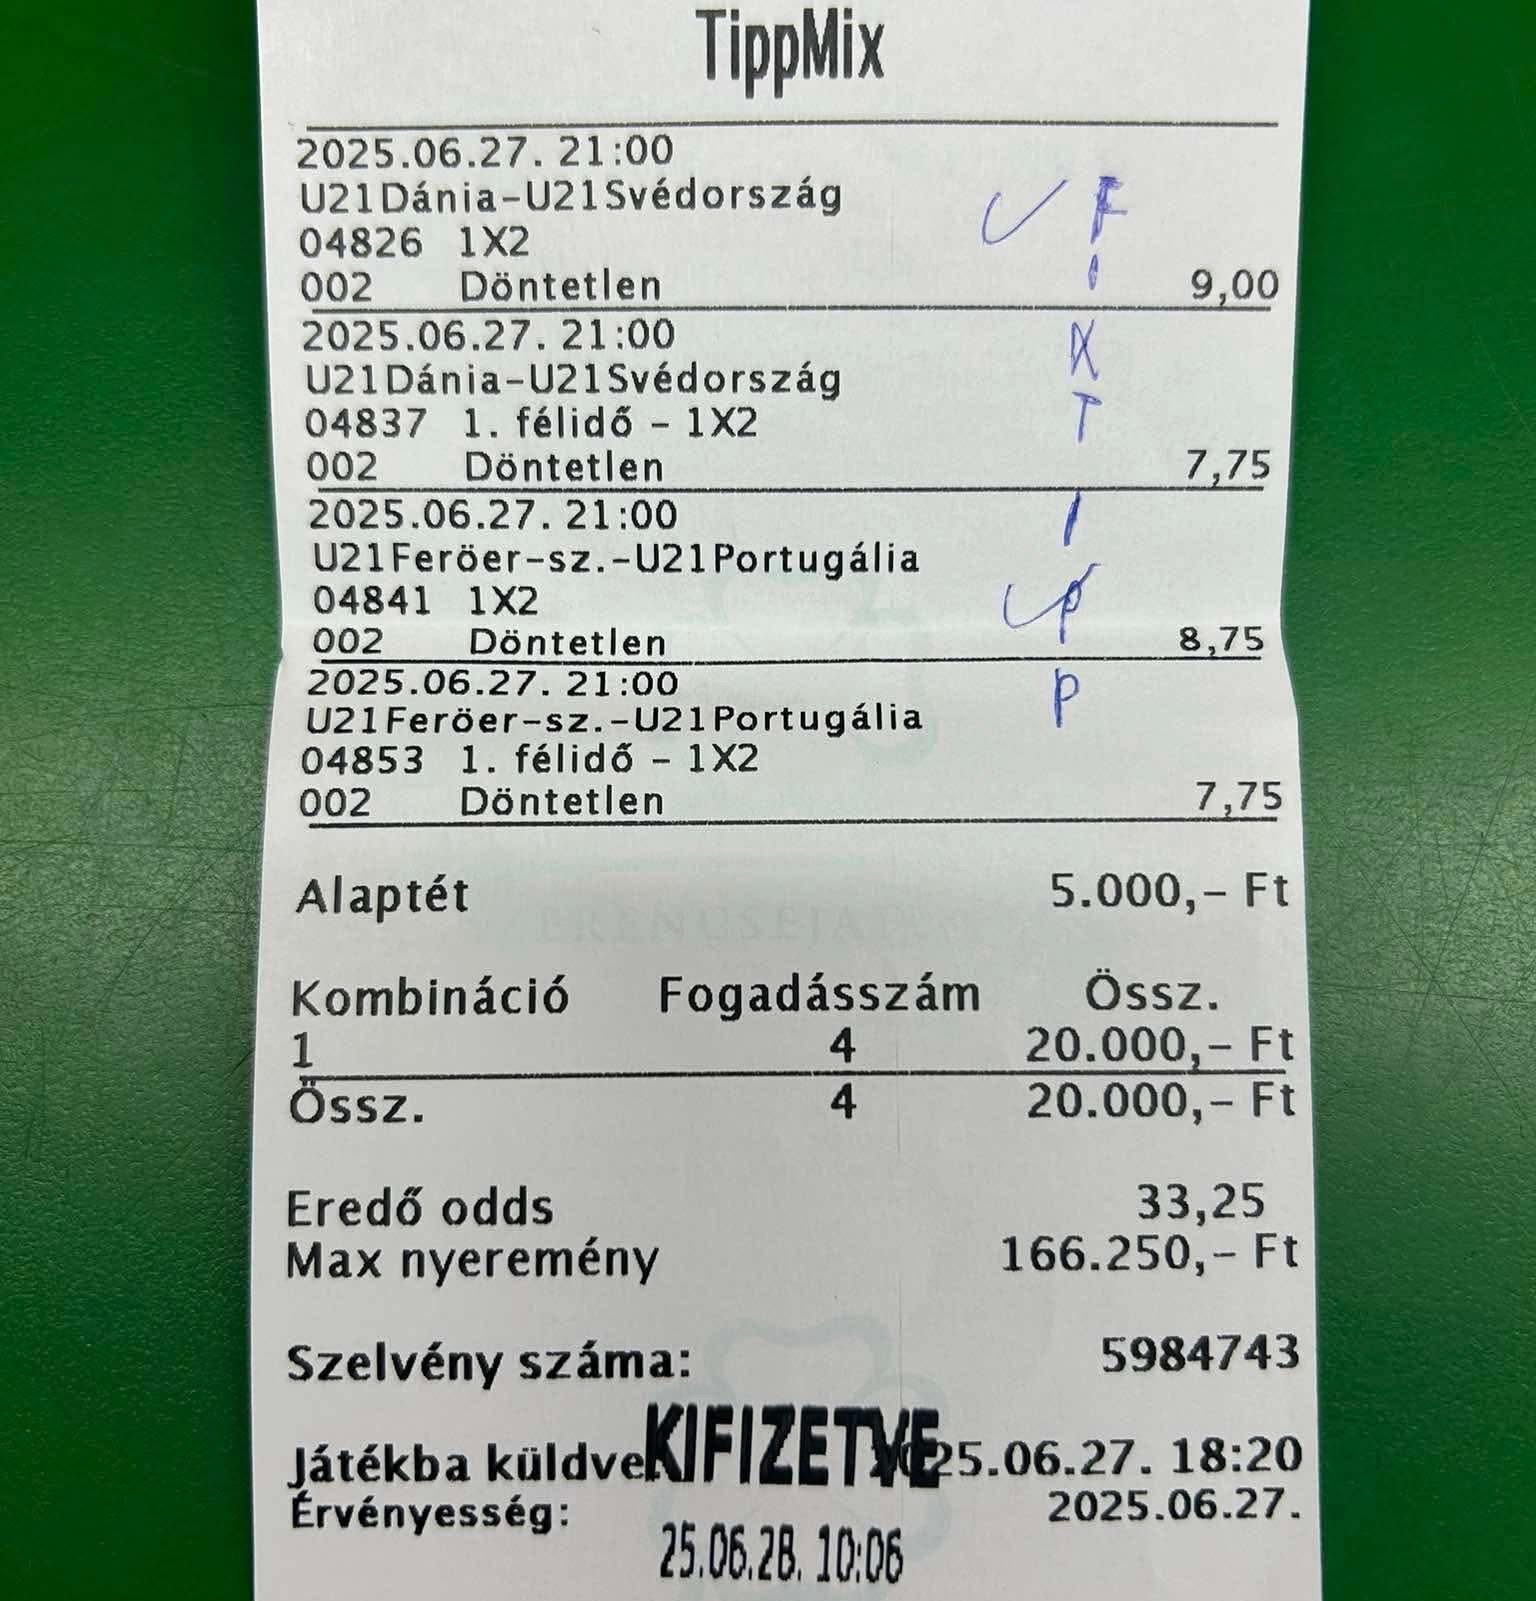 TippMix
2025.06.27. 21:00
U21Dánia-U21Svédország
04826 1X2
002 Döntetlen 9,00
2025.06.27. 21:00
U21Dánia-U21Svédország
04837 1. félidő - 1X2
002 Döntetlen 7,75
2025.06.27. 21:00
U21Feröer-sz.-U21Portugália
04841 1X2
002 Döntetlen 8,75
2025.06.27. 21:00
U21Feröer-sz.-U21Portugália
04853 1. félidő - 1X2
002 Döntetlen 7,75
F
I
X
T
I
P
P
Alaptét 5.000,- Ft
Kombináció Fogadásszám Össz.
1 4 20.000,- Ft
Össz. 4 20.000,- Ft
Eredő odds 33,25
Max nyeremény 166.250,- Ft
Szelvény száma: 5984743
KIFIZETVE
Játékba küldve: 2025.06.27. 18:20
Érvényesség: 2025.06.27.
25.06.28. 10:06